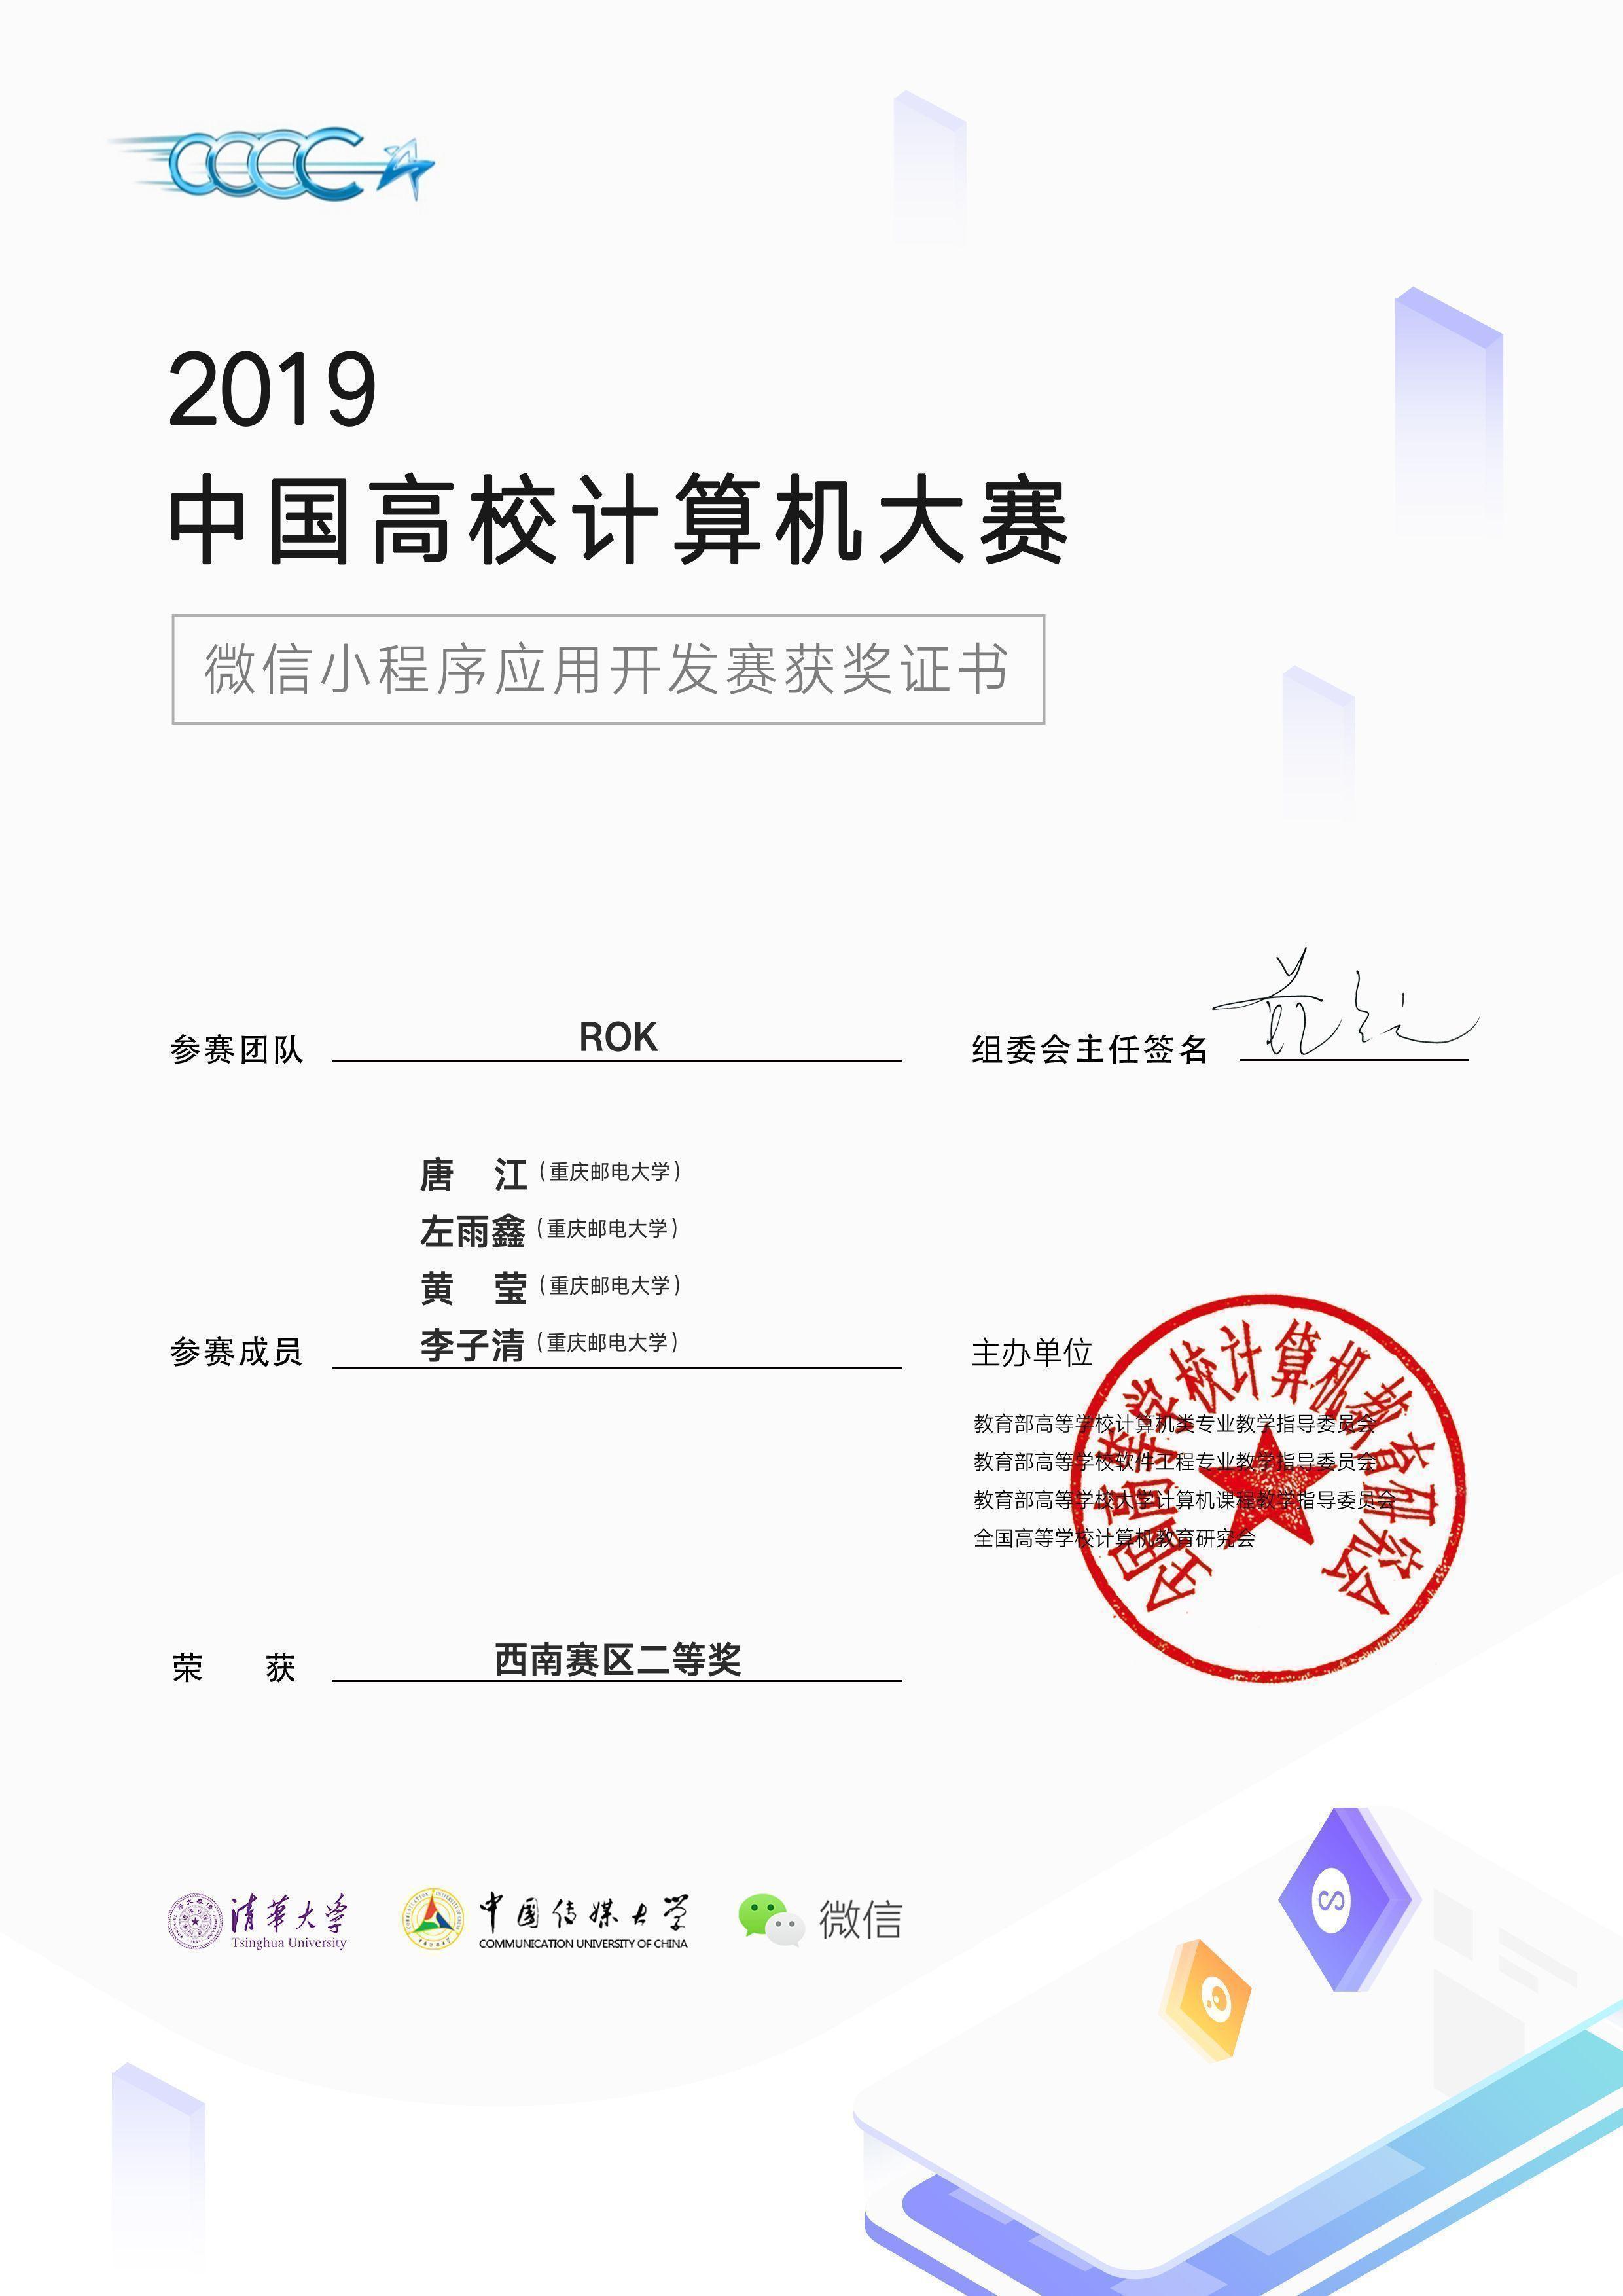 CCCC
2019
中国高校计算机大赛
微信小程序应用开发赛获奖证书
参赛团队 ROK
组委会主任签名
唐 江（重庆邮电大学）
左雨鑫（重庆邮电大学）
黄 莹（重庆邮电大学）
参赛成员 李子清（重庆邮电大学）
主办单位
教育部高等学校计算机类专业教学指导委员会
教育部高等学校软件工程专业教学指导委员会
教育部高等学校大学计算机课程教学指导委员会
全国高等学校计算机教育研究会
全国高等学校计算机教育研究会
荣 获 西南赛区二等奖
清華大学
Tsinghua University
中国传媒大学
COMMUNICATION UNIVERSITY OF CHINA
微信